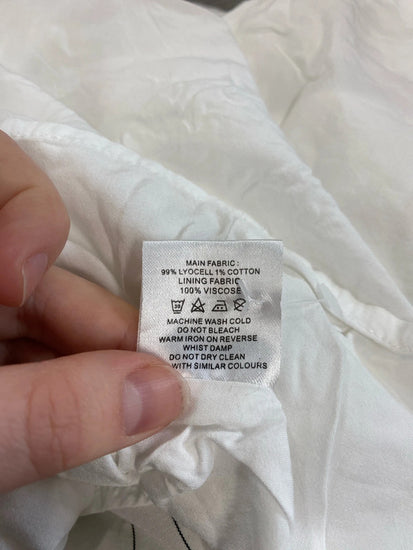 MAIN FABRIC :
99% LYOCELL 1% COTTON
LINING FABRIC
100% VISCOSE
30
MACHINE WASH COLD
DO NOT BLEACH
WARM IRON ON REVERSE
WHIST DAMP
DO NOT DRY CLEAN
WITH SIMILAR COLOURS